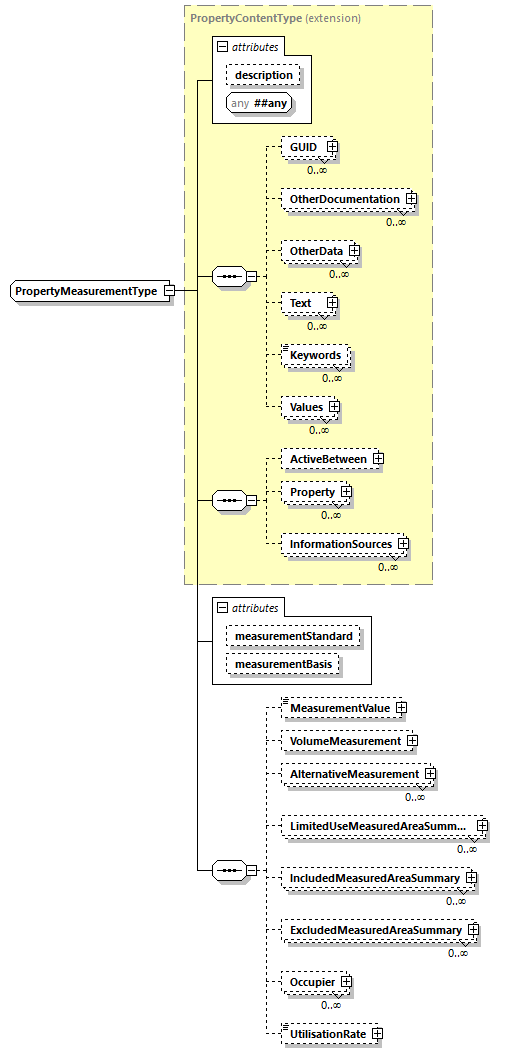 PropertyContentType (extension)
attributes
description
any ##any
GUID
0..∞
OtherDocumentation
0..∞
OtherData
0..∞
PropertyMeasurementType
Text
0..∞
Keywords
0..∞
Values
0..∞
ActiveBetween
Property
0..∞
InformationSources
0..∞
attributes
measurementStandard
measurementBasis
MeasurementValue
VolumeMeasurement
AlternativeMeasurement
0..∞
LimitedUseMeasuredAreaSumm...
0..∞
IncludedMeasuredAreaSummary
0..∞
ExcludedMeasuredAreaSummary
0..∞
Occupier
0..∞
UtilisationRate